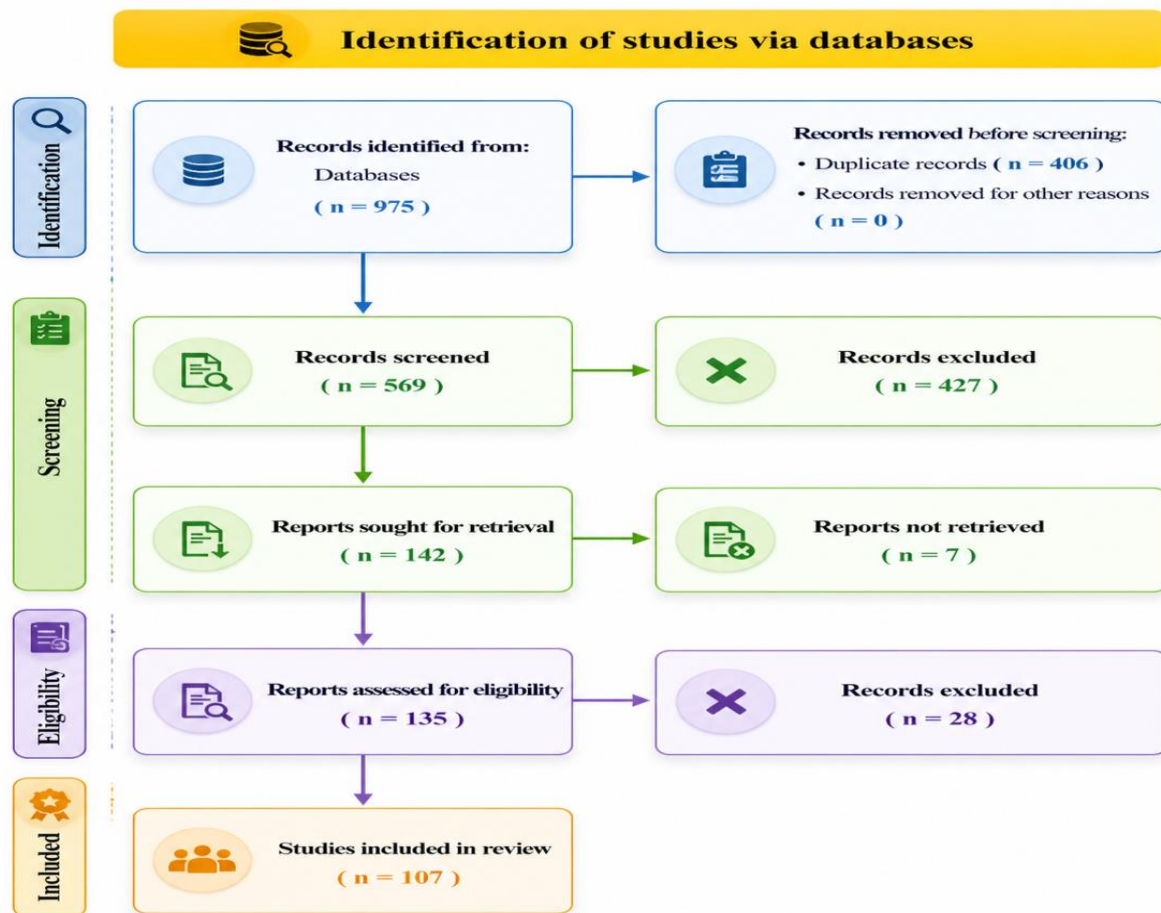 Identification of studies via databases
Identification
Records identified from:
Databases
( n = 975 )
Records removed before screening:
• Duplicate records ( n = 406 )
• Records removed for other reasons
( n = 0 )
Screening
Records screened
( n = 569 )
Records excluded
( n = 427 )
Reports sought for retrieval
( n = 142 )
Reports not retrieved
( n = 7 )
Eligibility
Reports assessed for eligibility
( n = 135 )
Records excluded
( n = 28 )
Included
Studies included in review
( n = 107 )